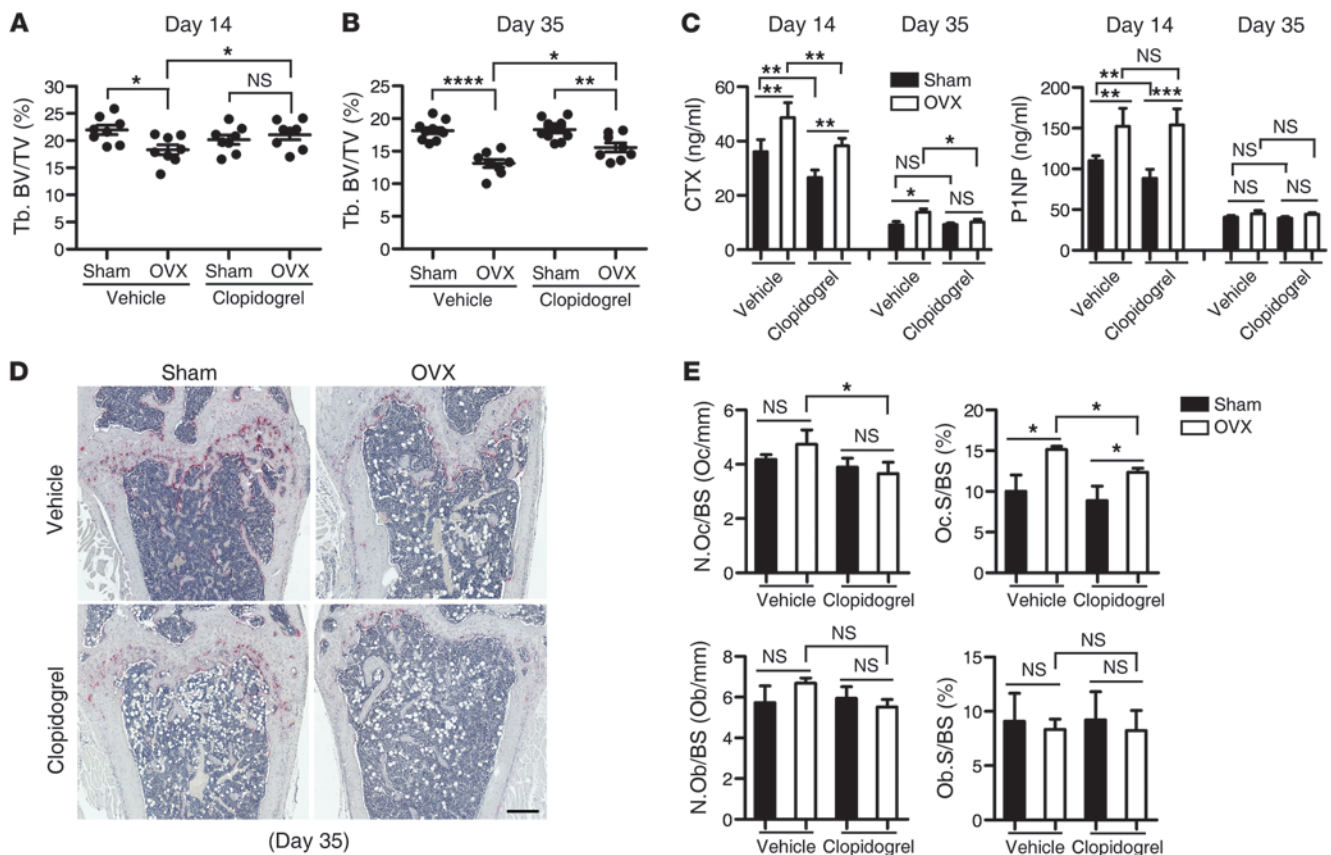 A
Day 14
*
*
NS
Tb. BV/TV (%)
30
25
20
15
10
5
0
Sham OVX Sham OVX
Vehicle Clopidogrel
B
Day 35
*
**** **
Tb. BV/TV (%)
25
20
15
10
5
0
Sham OVX Sham OVX
Vehicle Clopidogrel
C
Day 14 Day 35
Sham
OVX
** **
**
**
NS *
* NS
CTX (ng/ml)
60
40
20
0
Vehicle Clopidogrel Vehicle Clopidogrel
Day 14 Day 35
NS
**
** ***
NS
NS
NS NS
P1NP (ng/ml)
200
150
100
50
0
Vehicle Clopidogrel Vehicle Clopidogrel
D
Sham OVX
Vehicle
Clopidogrel
(Day 35)
E
Sham
OVX
*
NS NS
N.Oc/BS (Oc/mm)
6
4
2
0
Vehicle Clopidogrel
*
* *
Oc.S/BS (%)
20
15
10
5
0
Vehicle Clopidogrel
NS
NS NS
N.Ob/BS (Ob/mm)
8
6
4
2
0
Vehicle Clopidogrel
NS
NS NS
Ob.S/BS (%)
15
10
5
0
Vehicle Clopidogrel